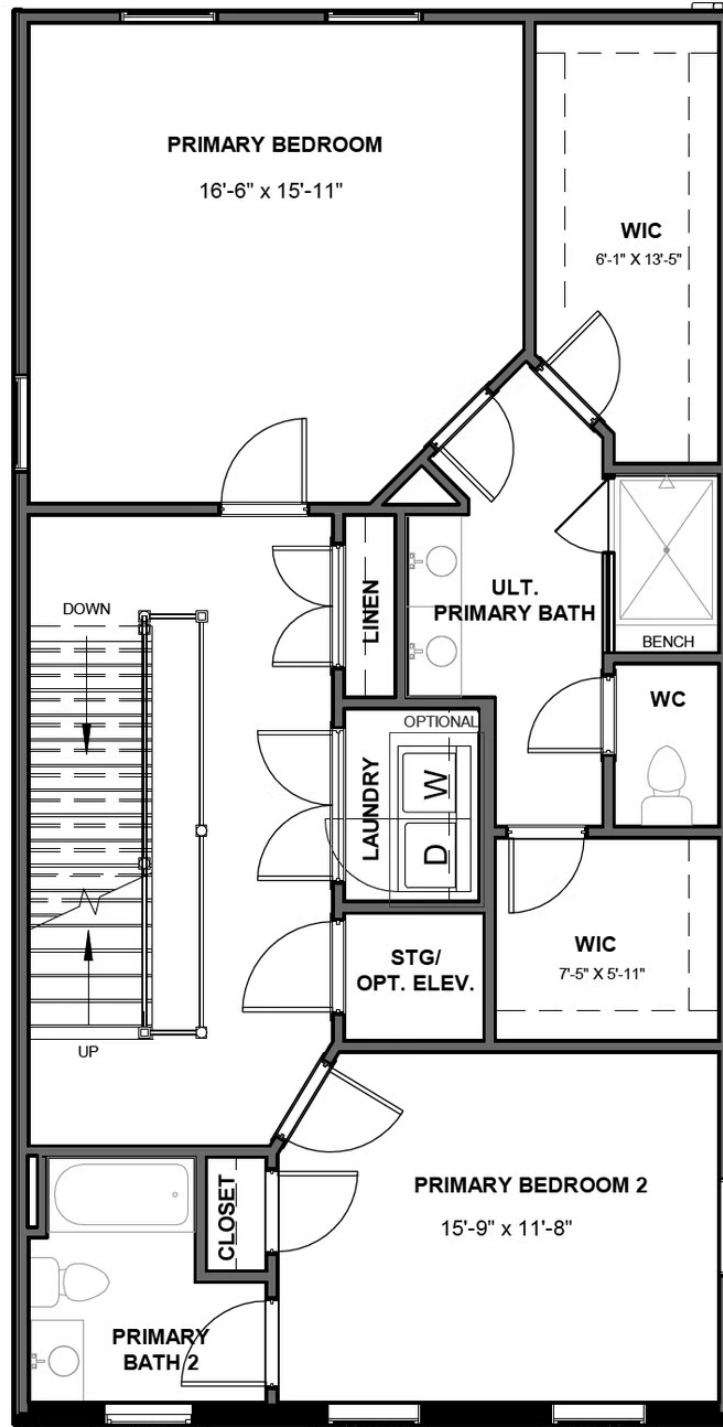 PRIMARY BEDROOM
16'-6" x 15'-11"
WIC
6'-1" X 13'-5"
DOWN
LINEN
ULT.
PRIMARY BATH
BENCH
WC
OPTIONAL
LAUNDRY
W
D
STG/
OPT. ELEV.
WIC
7'-5" X 5'-11"
UP
CLOSET
PRIMARY BEDROOM 2
15'-9" x 11'-8"
PRIMARY
BATH 2